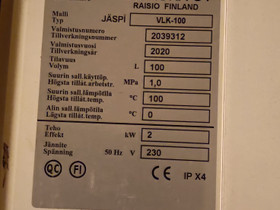 RAISIO FINLAND
Malli
Typ JÄSPI VLK-100
Valmistusnumero
Tillverkningsnummer 2039312
Valmistusvuosi
Tillverkningsår 2020
Tilavuus
Volym L 100
Suurin sall.käyttöp.
Högsta tillåt.arbetstr. MPa 1,0
Suurin sall.lämpötila
Högsta tillåt.temp. °C 100
Alin sall.lämpötila
Lägsta tillåt.temp. °C 0
Teho
Effekt kW 2
Jännite
Spänning 50 Hz V 230
QC FI CE IP X4